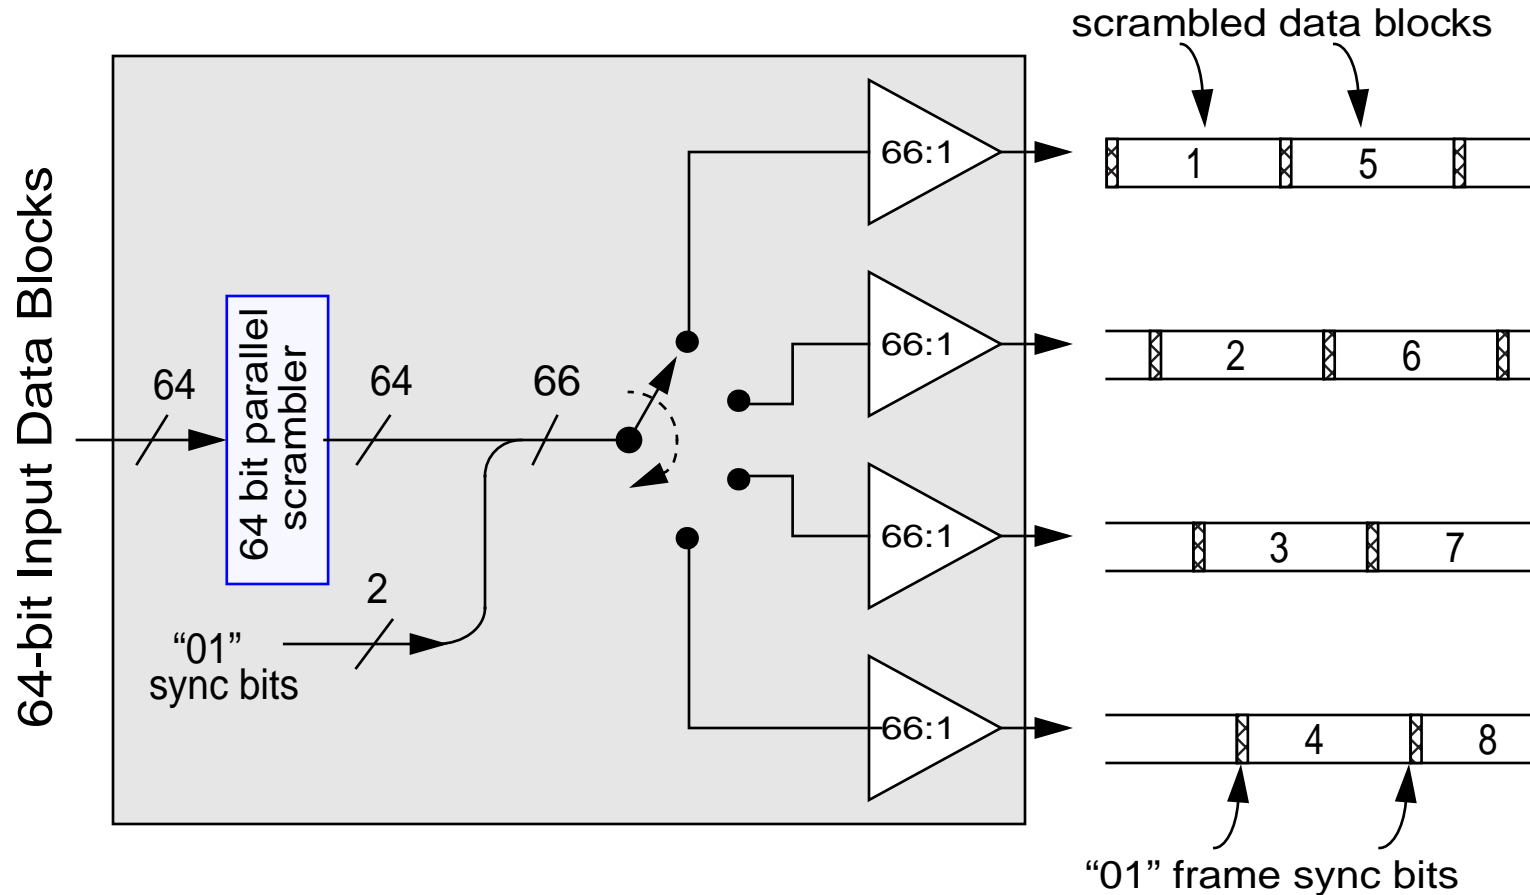 scrambled data blocks
64-bit Input Data Blocks
64
64 bit parallel
scrambler
64
66
2
“01”
sync bits
66:1
66:1
66:1
66:1
1
5
2
6
3
7
4
8
“01” frame sync bits